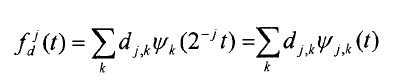 f_d^j(t) = ∑_k d_{j,k} ψ_k(2^{-j} t) = ∑_k d_{j,k} ψ_{j,k}(t)